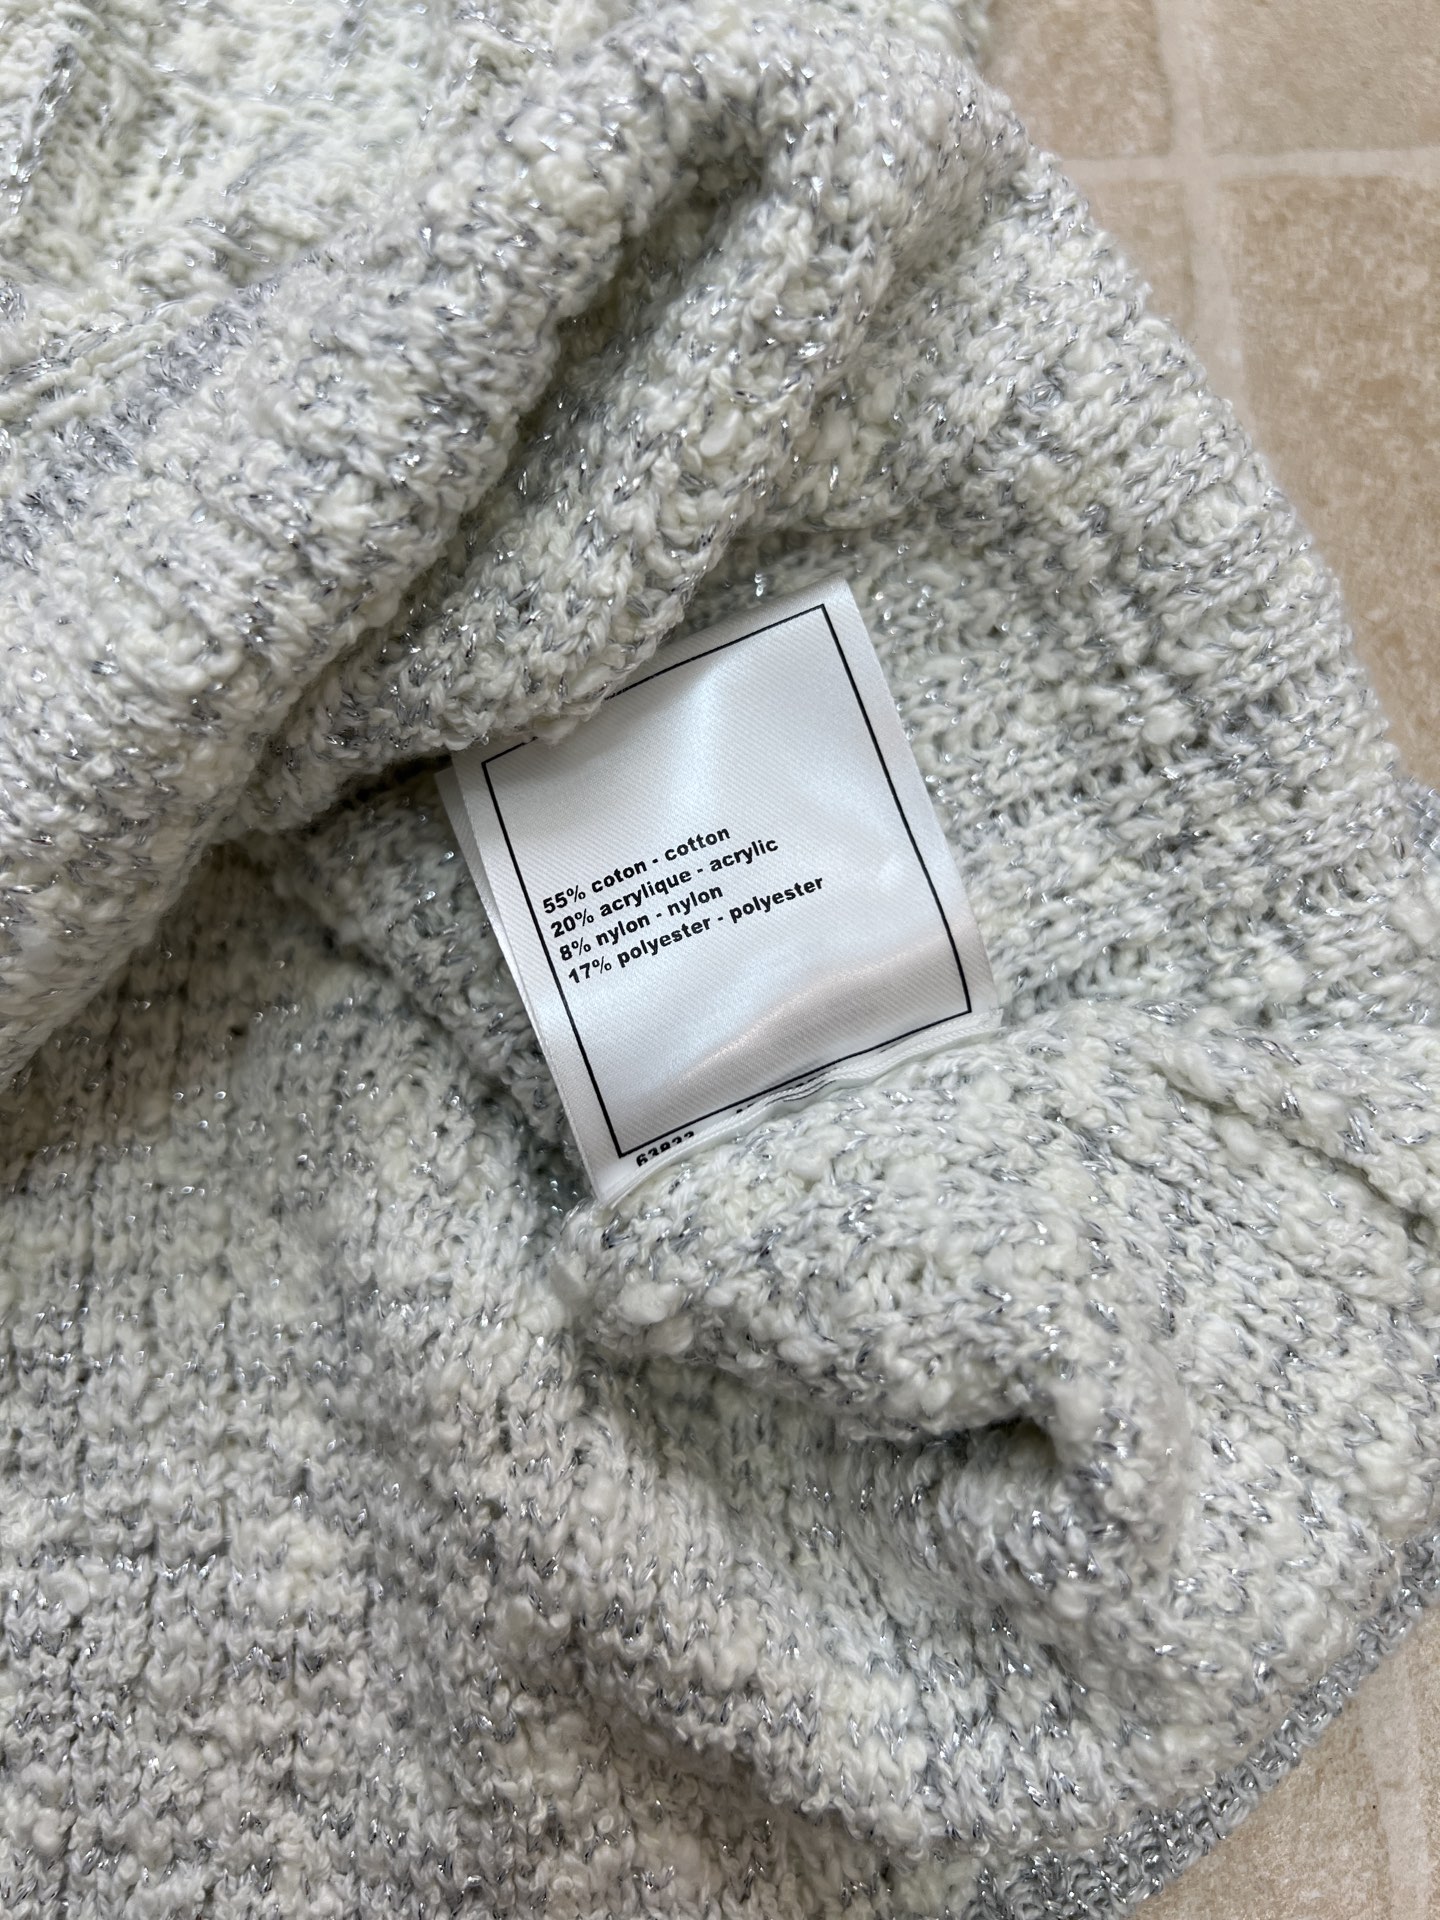 55% coton - cotton
20% acrylique - acrylic
8% nylon - nylon
17% polyester - polyester